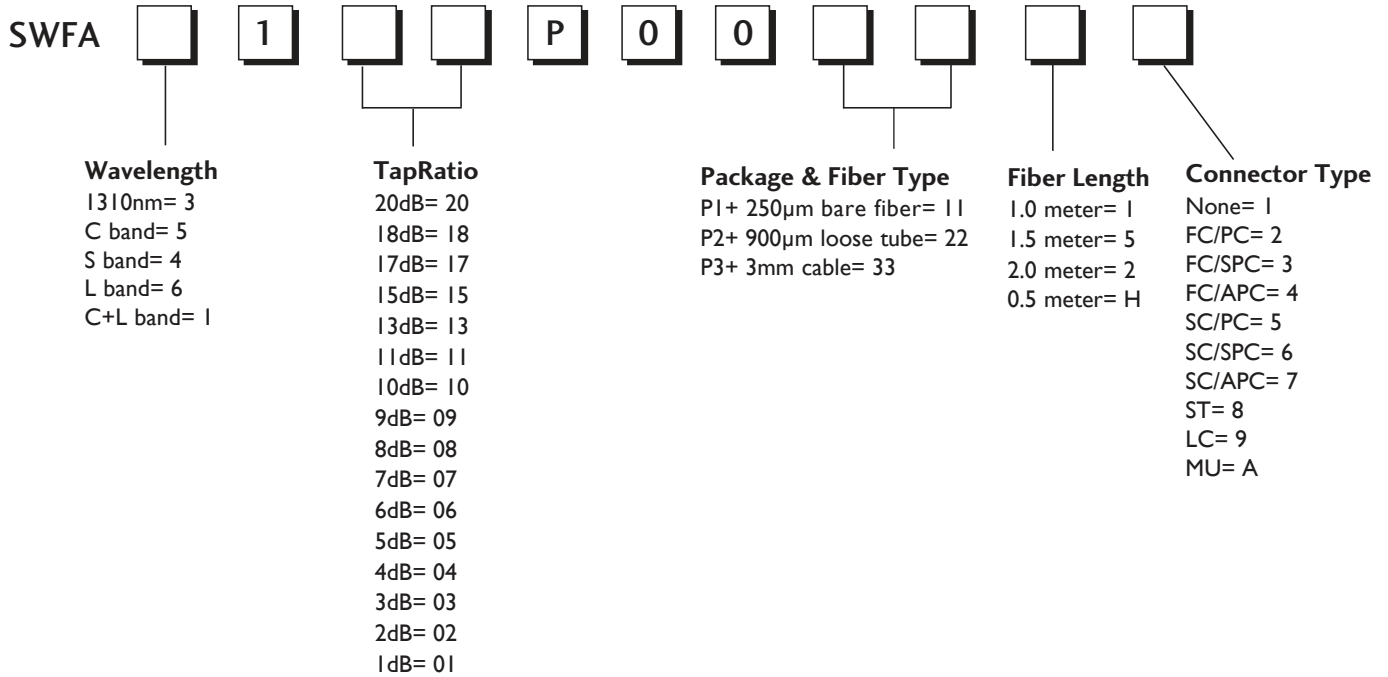 SWFA 1 P 0 0
Wavelength
1310nm= 3
C band= 5
S band= 4
L band= 6
C+L band= 1
TapRatio
20dB= 20
18dB= 18
17dB= 17
15dB= 15
13dB= 13
11dB= 11
10dB= 10
9dB= 09
8dB= 08
7dB= 07
6dB= 06
5dB= 05
4dB= 04
3dB= 03
2dB= 02
1dB= 01
Package & Fiber Type
P1+ 250μm bare fiber= 11
P2+ 900μm loose tube= 22
P3+ 3mm cable= 33
Fiber Length
1.0 meter= 1
1.5 meter= 5
2.0 meter= 2
0.5 meter= H
Connector Type
None= 1
FC/PC= 2
FC/SPC= 3
FC/APC= 4
SC/PC= 5
SC/SPC= 6
SC/APC= 7
ST= 8
LC= 9
MU= A